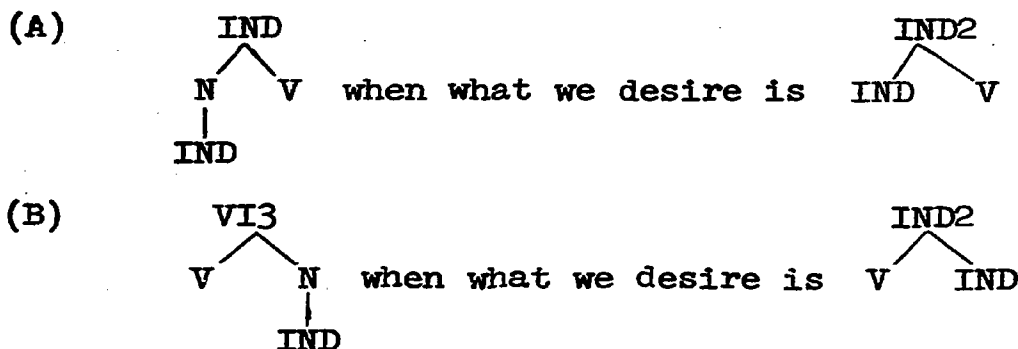 (A) IND IND2
N V when what we desire is IND V
IND
(B) VI3 IND2
V N when what we desire is V IND
IND